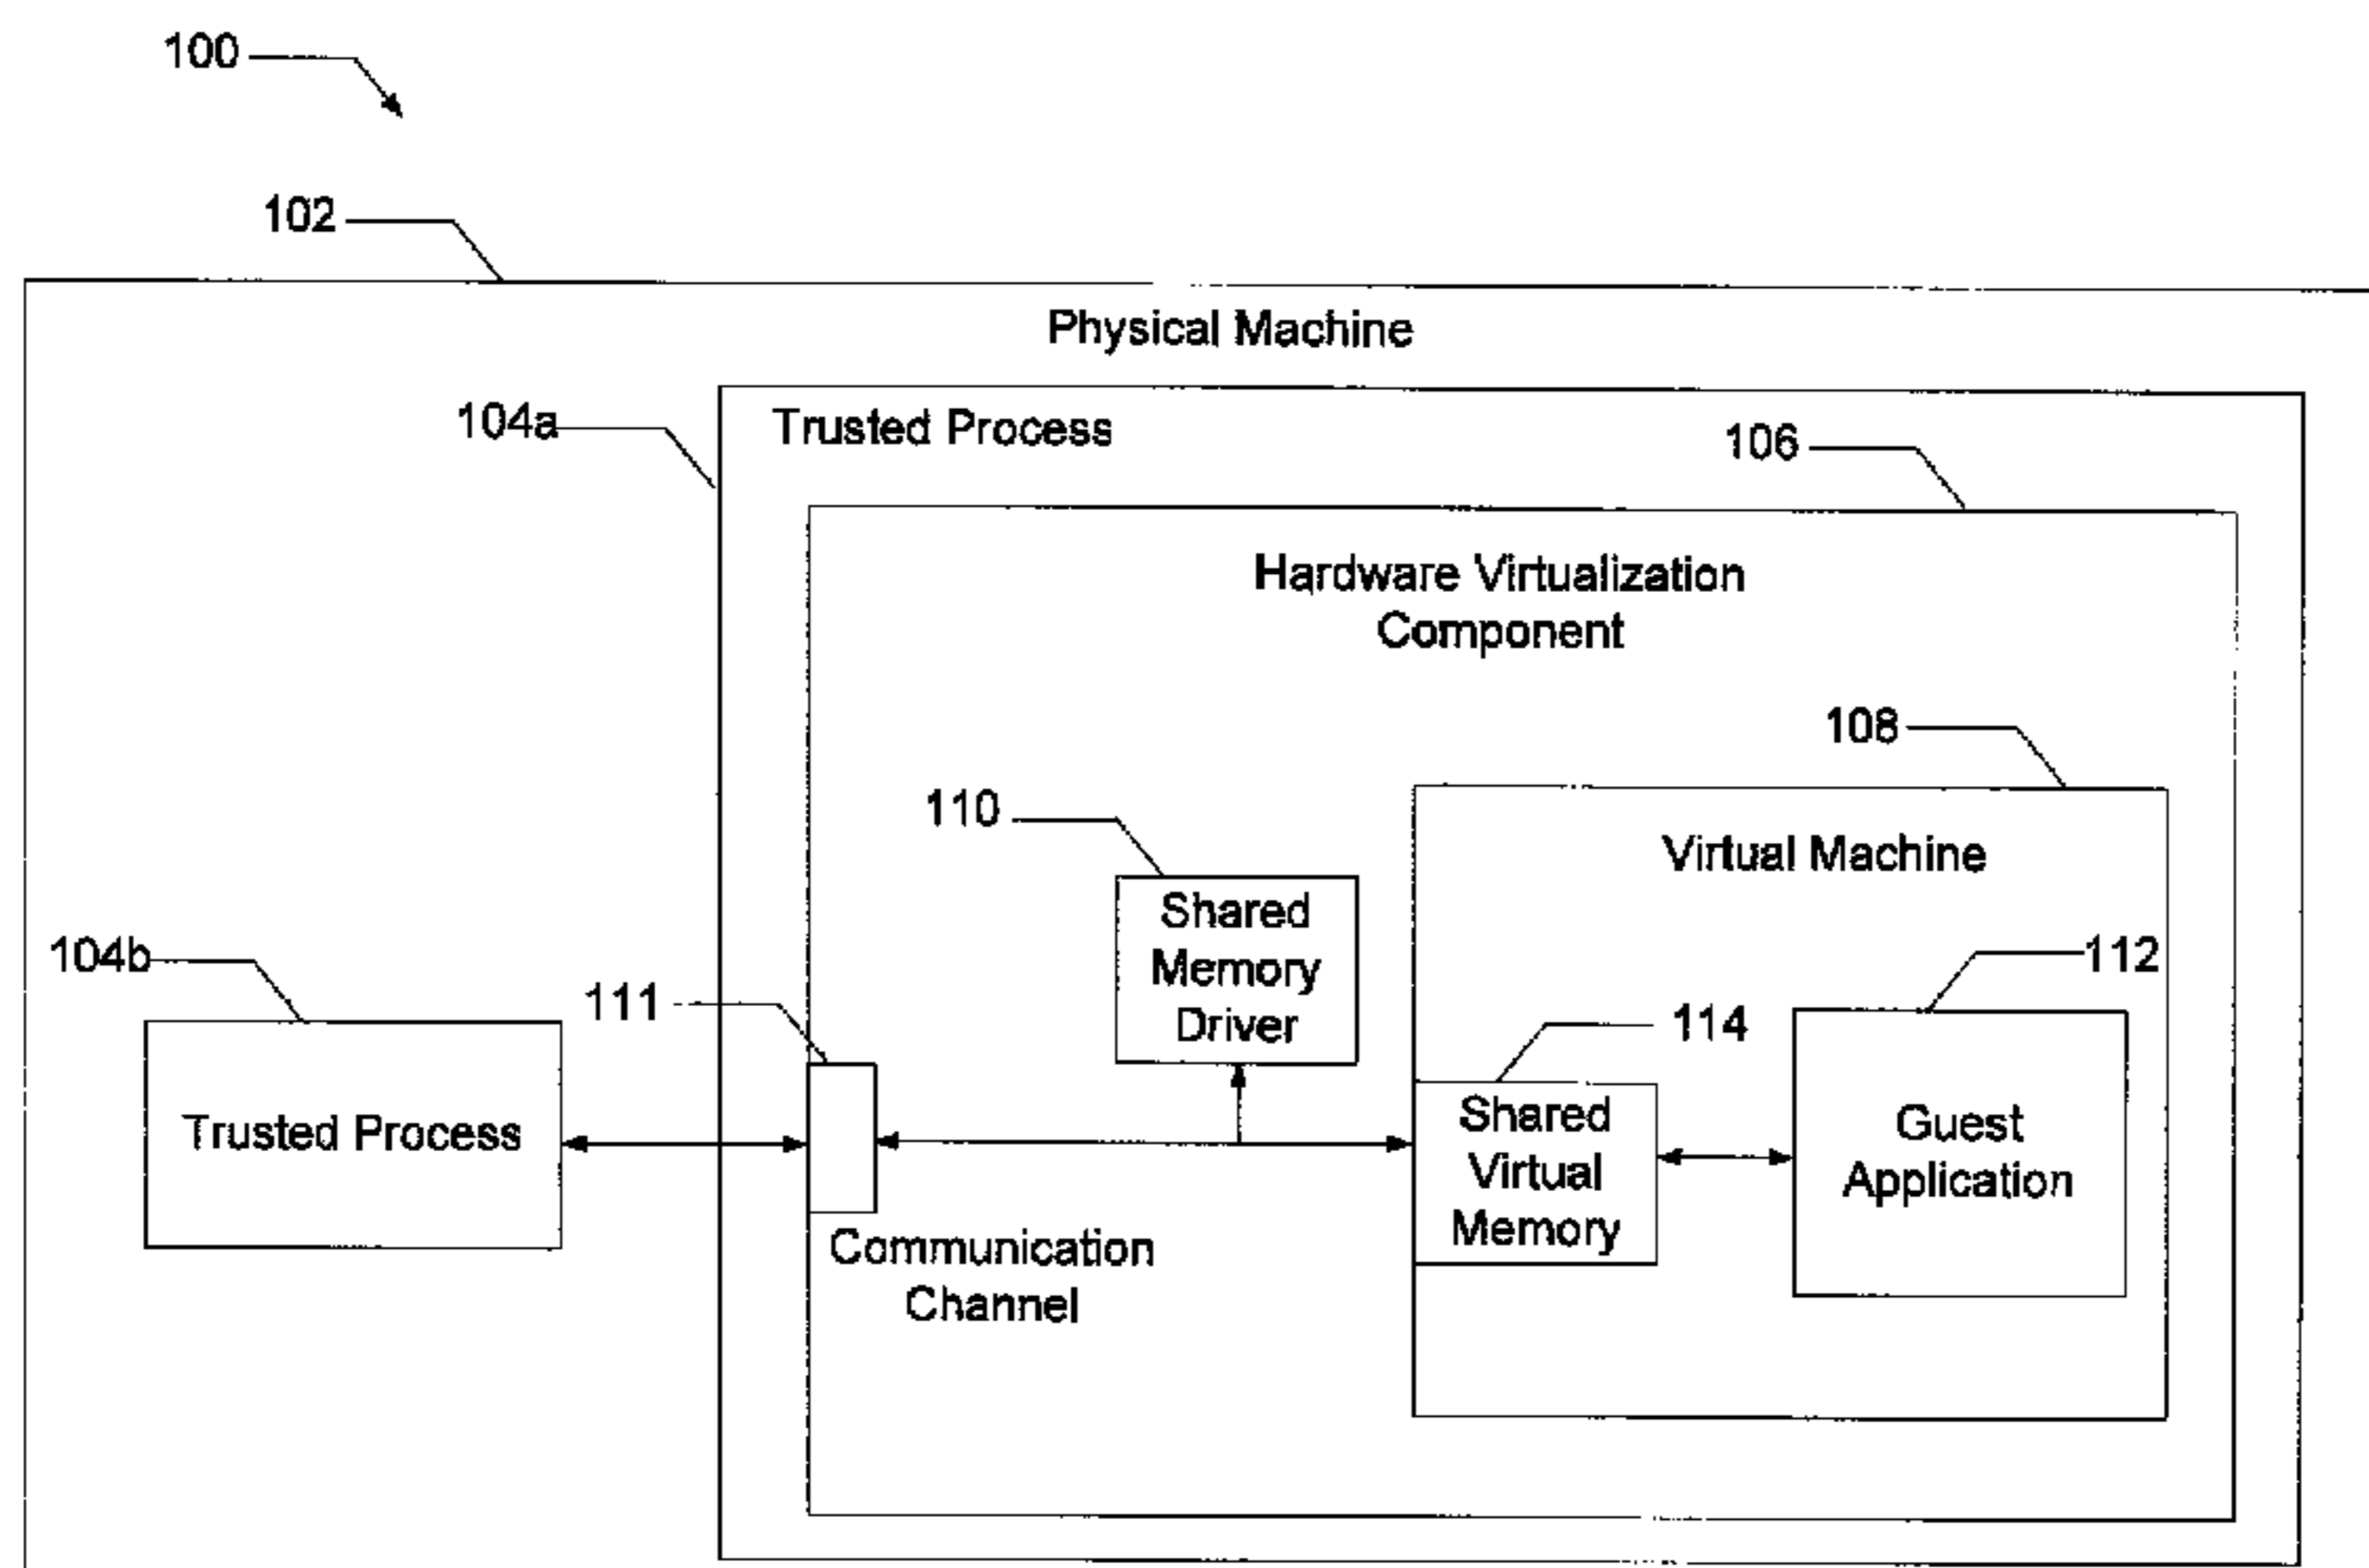 100
102
Physical Machine
104a
Trusted Process
106
Hardware Virtualization
Component
108
110
Virtual Machine
Shared
Memory
Driver
104b
111
112
114
Trusted Process
Shared
Virtual
Memory
Guest
Application
Communication
Channel